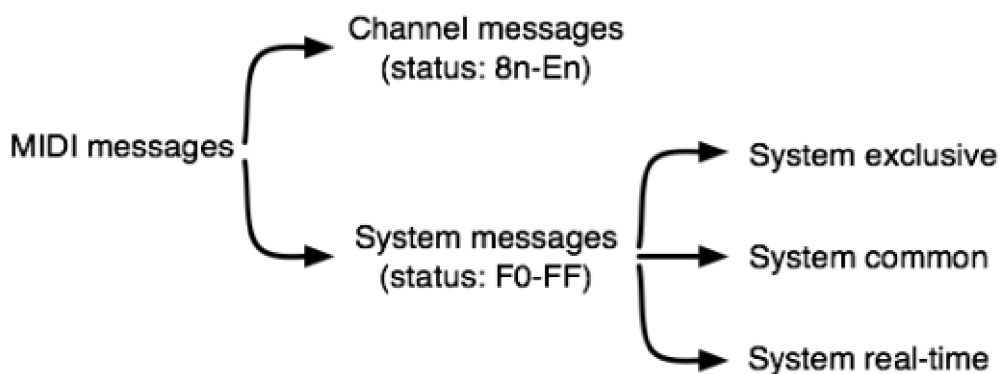 MIDI messages
Channel messages
(status: 8n-En)
System messages
(status: F0-FF)
System exclusive
System common
System real-time